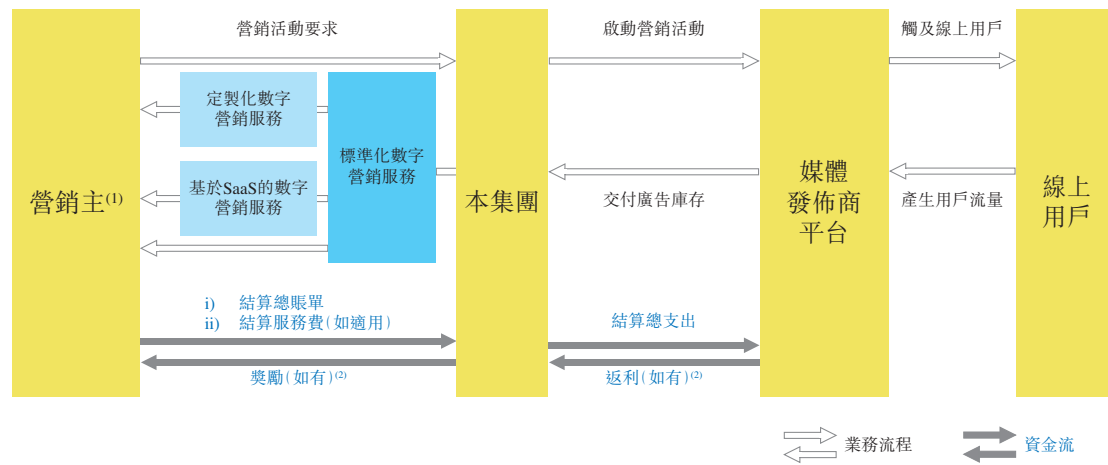 營銷活動要求
啟動營銷活動
觸及線上用戶
定製化數字
營銷服務
標準化數字
營銷服務
基於SaaS的數字
營銷服務
營銷主(1)
本集團
媒體
發佈商
平台
線上
用戶
交付廣告庫存
產生用戶流量
i) 結算總賬單
ii) 結算服務費(如適用)
結算總支出
獎勵(如有)(2)
返利(如有)(2)
業務流程
資金流